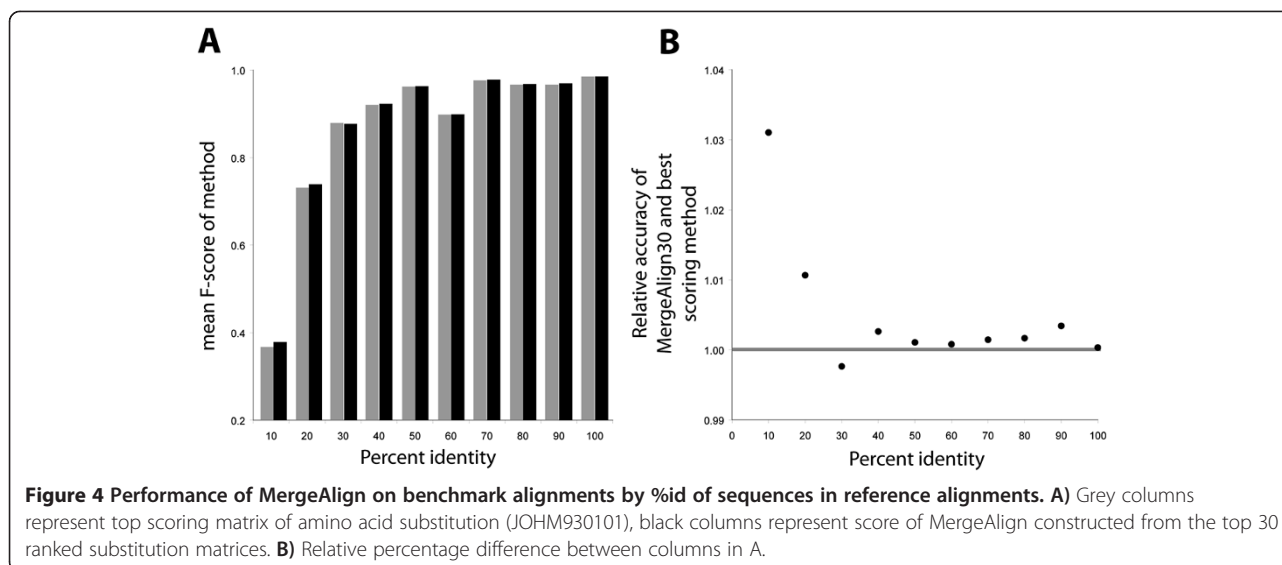 A
B
mean F-score of method
1.0
0.8
0.6
0.4
0.2
10 20 30 40 50 60 70 80 90 100
Percent identity
Relative accuracy of
MergeAlign30 and best
scoring method
1.04
1.03
1.02
1.01
1.00
0.99
0 10 20 30 40 50 60 70 80 90 100
Percent identity
Figure 4 Performance of MergeAlign on benchmark alignments by %id of sequences in reference alignments. A) Grey columns
represent top scoring matrix of amino acid substitution (JOHM930101), black columns represent score of MergeAlign constructed from the top 30
ranked substitution matrices. B) Relative percentage difference between columns in A.